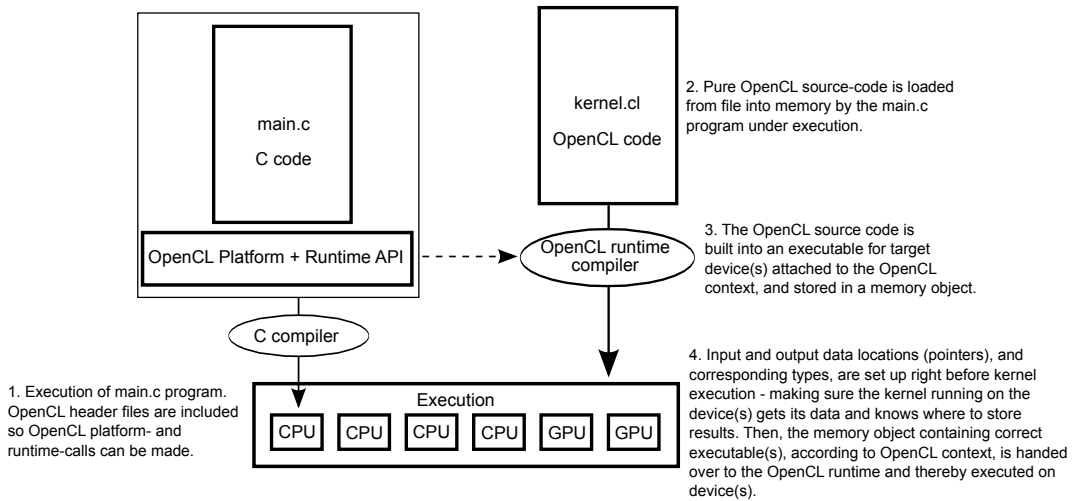 main.c
C code
OpenCL Platform + Runtime API
C compiler
kernel.cl
OpenCL code
OpenCL runtime
compiler
1. Execution of main.c program.
OpenCL header files are included
so OpenCL platform- and
runtime-calls can be made.
2. Pure OpenCL source-code is loaded
from file into memory by the main.c
program under execution.
3. The OpenCL source code is
built into an executable for target
device(s) attached to the OpenCL
context, and stored in a memory object.
Execution
CPU CPU CPU CPU GPU GPU
4. Input and output data locations (pointers), and
corresponding types, are set up right before kernel
execution - making sure the kernel running on the
device(s) gets its data and knows where to store
results. Then, the memory object containing correct
executable(s), according to OpenCL context, is handed
over to the OpenCL runtime and thereby executed on
device(s).